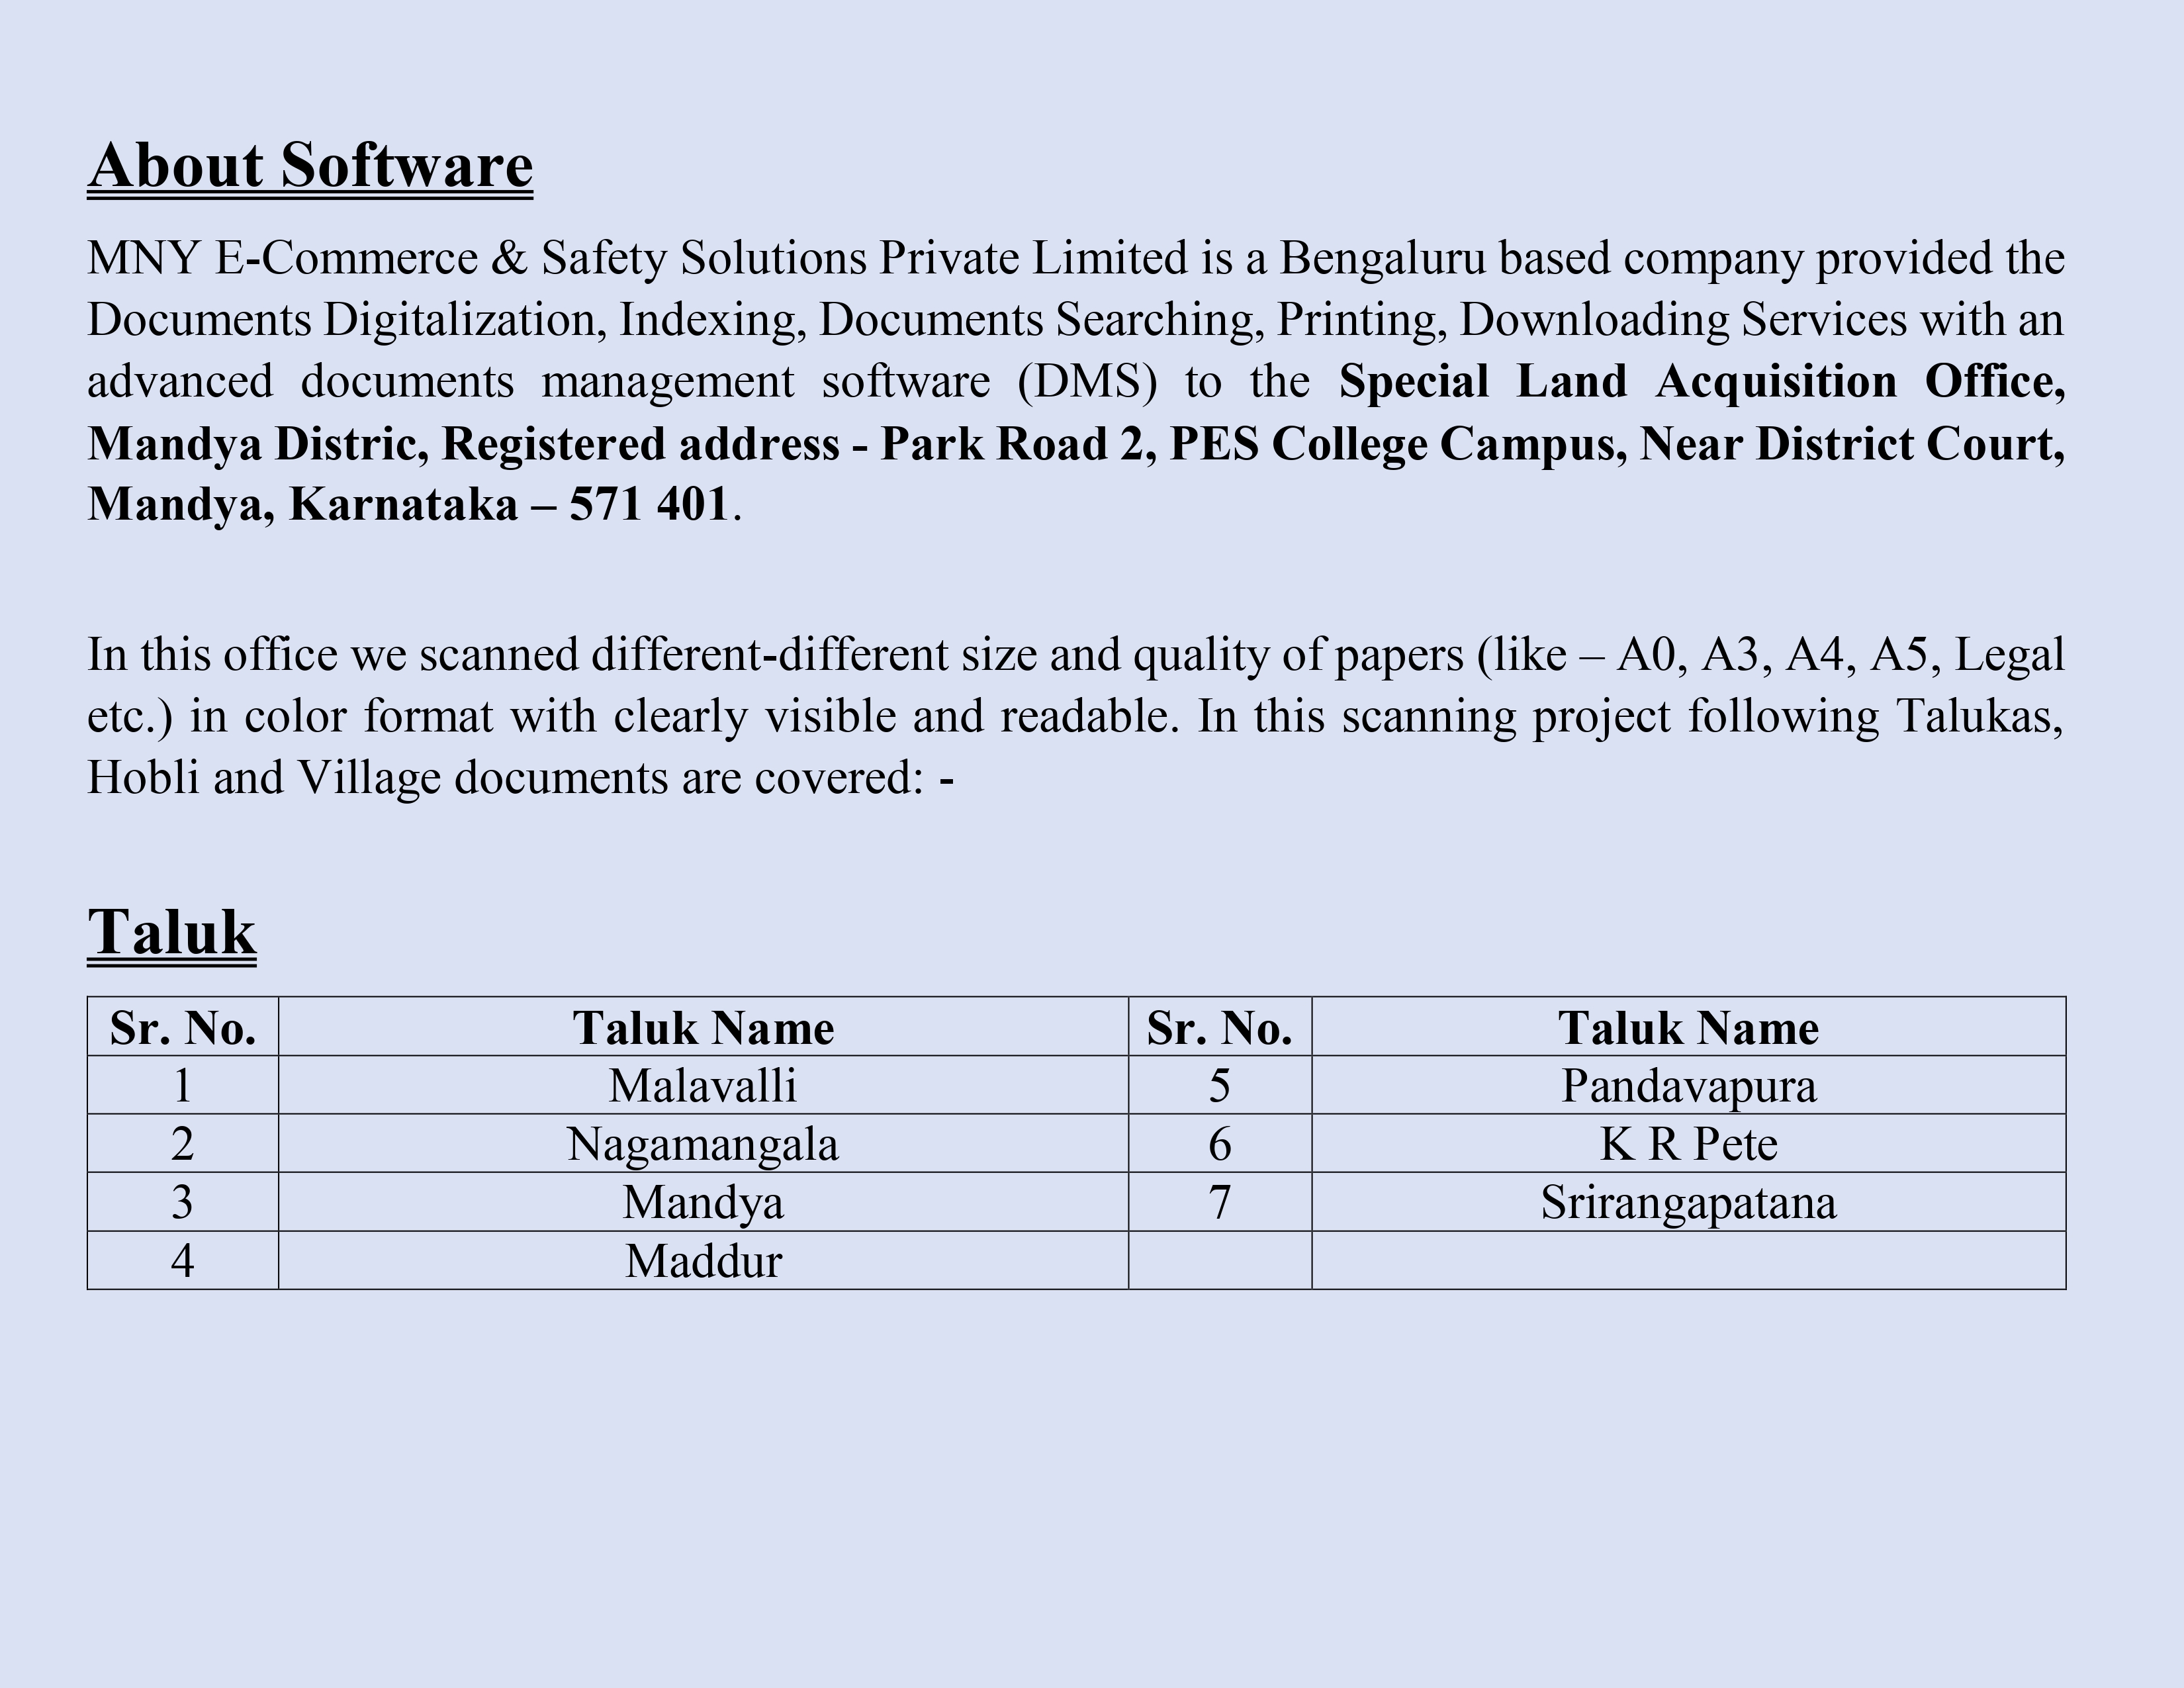 About Software
MNY E-Commerce & Safety Solutions Private Limited is a Bengaluru based company provided the
Documents Digitalization, Indexing, Documents Searching, Printing, Downloading Services with an
advanced documents management software (DMS) to the Special Land Acquisition Office,
Mandya Distric, Registered address - Park Road 2, PES College Campus, Near District Court,
Mandya, Karnataka – 571 401.
In this office we scanned different-different size and quality of papers (like – A0, A3, A4, A5, Legal
etc.) in color format with clearly visible and readable. In this scanning project following Talukas,
Hobli and Village documents are covered: -
Taluk
Sr. No. Taluk Name Sr. No. Taluk Name
1 Malavalli 5 Pandavapura
2 Nagamangala 6 K R Pete
3 Mandya 7 Srirangapatana
4 Maddur